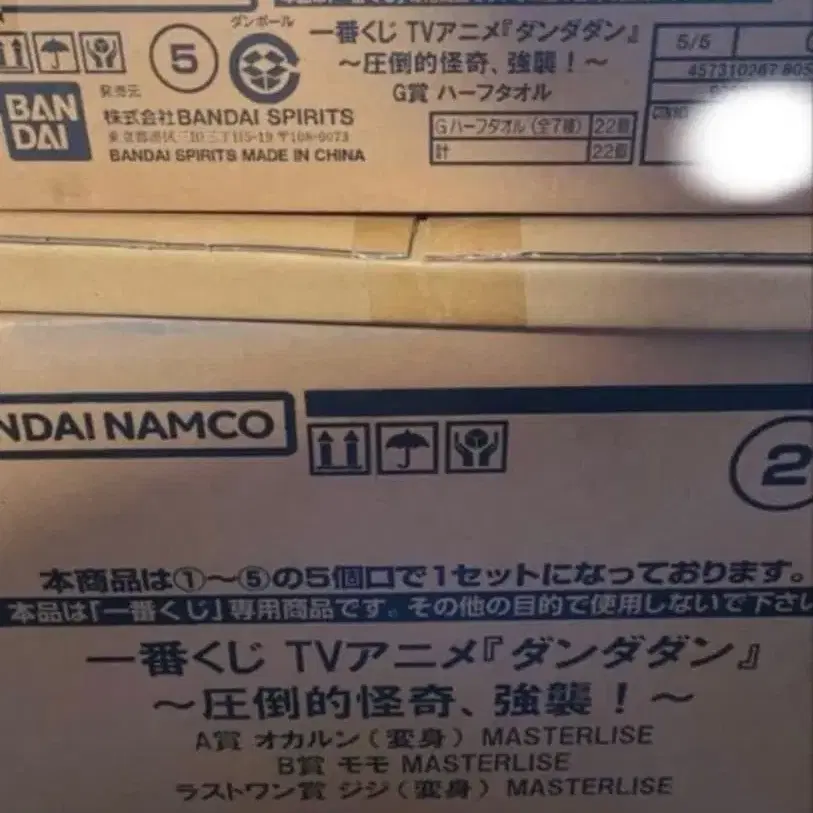 ダンボール
5
一番くじ TVアニメ『ダンダダン』
～圧倒的怪奇、強襲！～
G賞 ハーフタオル
5/5
BAN
DAI
発売元
株式会社BANDAI SPIRITS
BANDAI SPIRITS MADE IN CHINA
Gハーフタオル(全7種) 22個
計 22個
NDAI NAMCO
2
本商品は①～⑤の5個口で1セットになっております。
本品は「一番くじ」専用商品です。その他の目的で使用しないで下さい
一番くじ TVアニメ『ダンダダン』
～圧倒的怪奇、強襲！～
A賞 オカルン（変身）MASTERLISE
B賞 モモ MASTERLISE
ラストワン賞 ジジ（変身）MASTERLISE